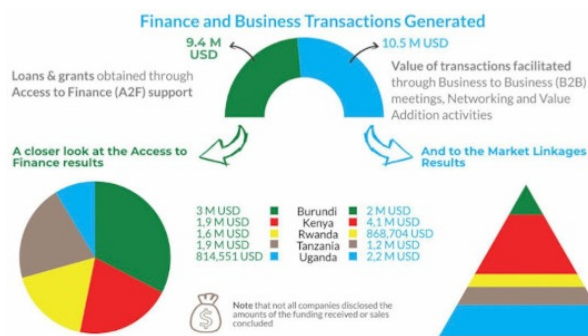 Finance and Business Transactions Generated
9.4 M
USD
10.5 M USD
Loans & grants obtained through
Access to Finance (A2F) support
Value of transactions facilitated
through Business to Business (B2B)
meetings, Networking and Value
Addition activities
A closer look at the Access to
Finance results
And to the Market Linkages
Results
3 M USD Burundi 2 M USD
1,9 M USD Kenya 4,1 M USD
1,6 M USD Rwanda 868,704 USD
1,9 M USD Tanzania 1,2 M USD
814,551 USD Uganda 2,2 M USD
$
Note that not all companies disclosed the
amounts of the funding received or sales
concluded